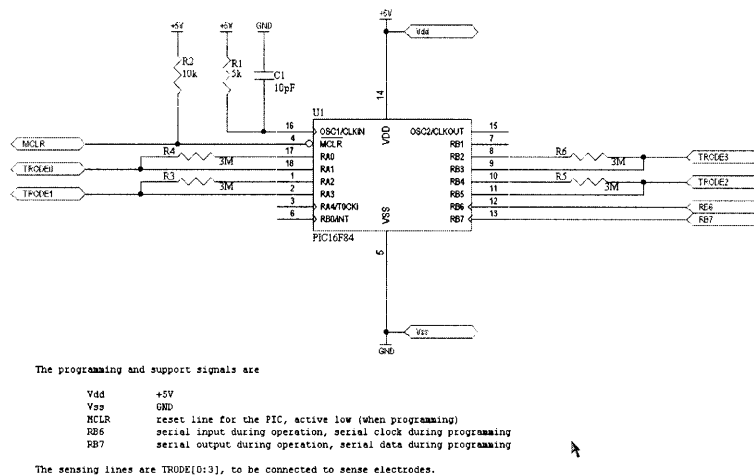 +5V
+5V +5V GND
Vdd
R2 10k
R1 5k
C1 10pF
14
U1
16 OSC1/CLKIN VDD OSC2/CLKOUT 15
MCLR 4 MCLR RB1 7
R4 3M 17 RA0 RB2 8 R6 3M TRODE3
TRODE0 18 RA1 RB3 9
R3 3M 1 RA2 RB4 10 R5 3M TRODE2
TRODE1 2 RA3 RB5 11
3 RA4/T0CKI VSS RB6 12 RB6
6 RB0/INT RB7 13 RB7
PIC16F84
5
Vss
GND
The programming and support signals are
Vdd +5V
Vss GND
MCLR reset line for the PIC, active low (when programming)
RB6 serial input during operation, serial clock during programming
RB7 serial output during operation, serial data during programming
The sensing lines are TRODE[0:3], to be connected to sense electrodes.